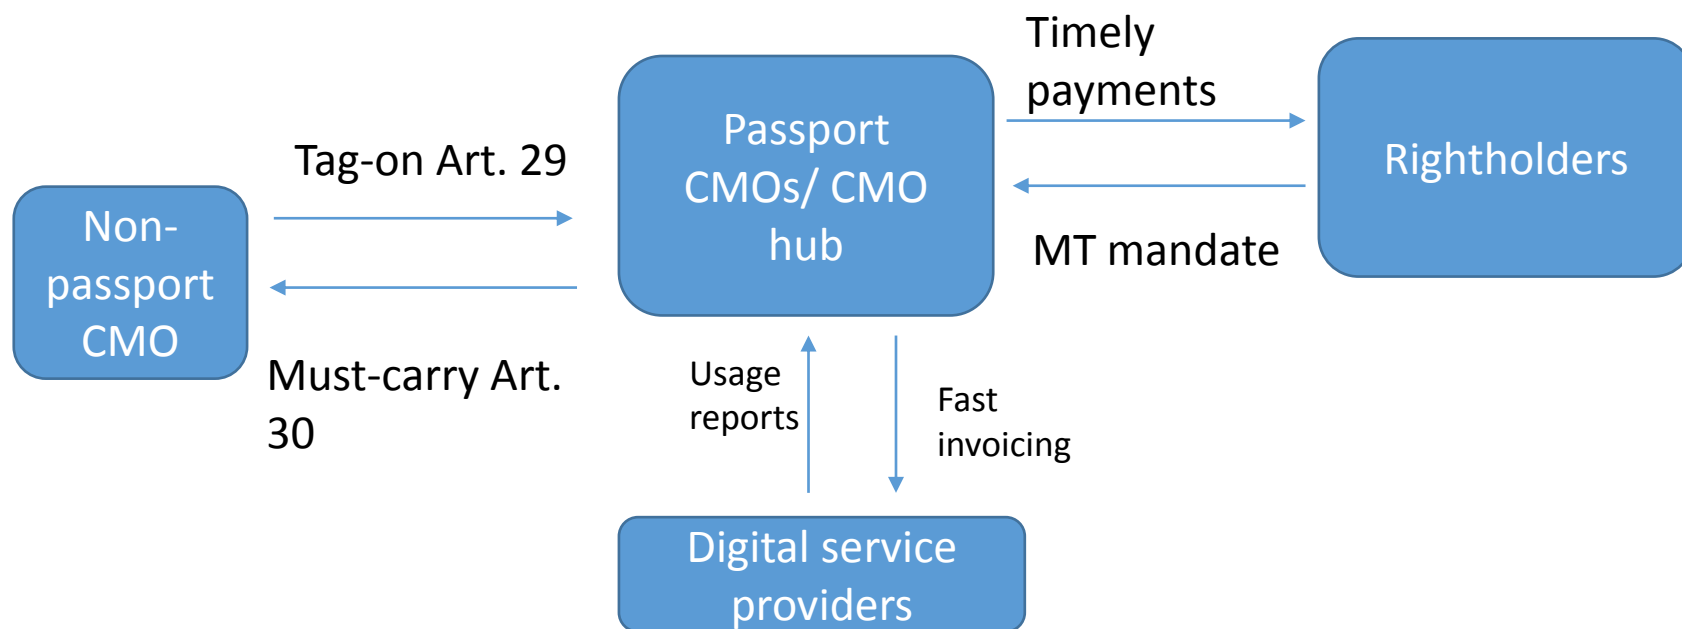 Timely
payments
Passport
CMOs/ CMO
hub
Rightholders
Tag-on Art. 29
Non-
passport
CMO
MT mandate
Must-carry Art.
30
Usage
reports
Fast
invoicing
Digital service
providers